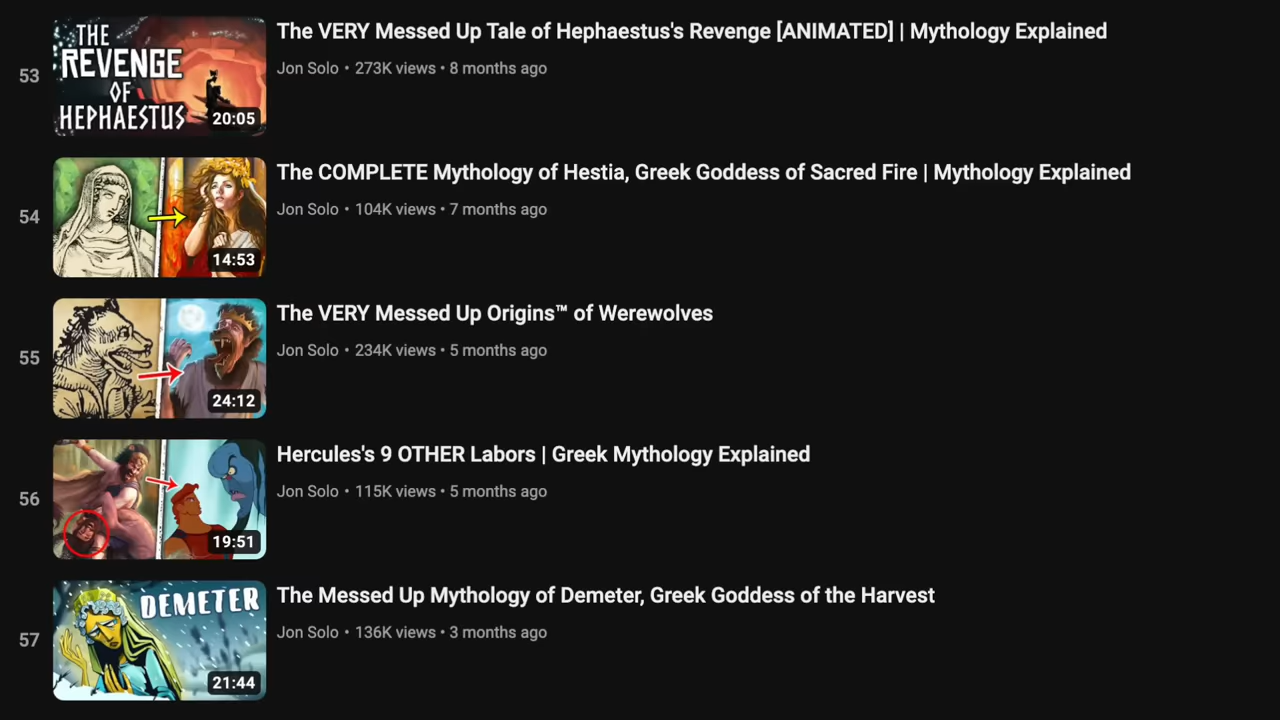 53
THE
REVENGE
OF
HEPHAESTUS
20:05
The VERY Messed Up Tale of Hephaestus's Revenge [ANIMATED] | Mythology Explained
Jon Solo • 273K views • 8 months ago
54
14:53
The COMPLETE Mythology of Hestia, Greek Goddess of Sacred Fire | Mythology Explained
Jon Solo • 104K views • 7 months ago
55
24:12
The VERY Messed Up Origins™ of Werewolves
Jon Solo • 234K views • 5 months ago
56
19:51
Hercules's 9 OTHER Labors | Greek Mythology Explained
Jon Solo • 115K views • 5 months ago
57
DEMETER
21:44
The Messed Up Mythology of Demeter, Greek Goddess of the Harvest
Jon Solo • 136K views • 3 months ago